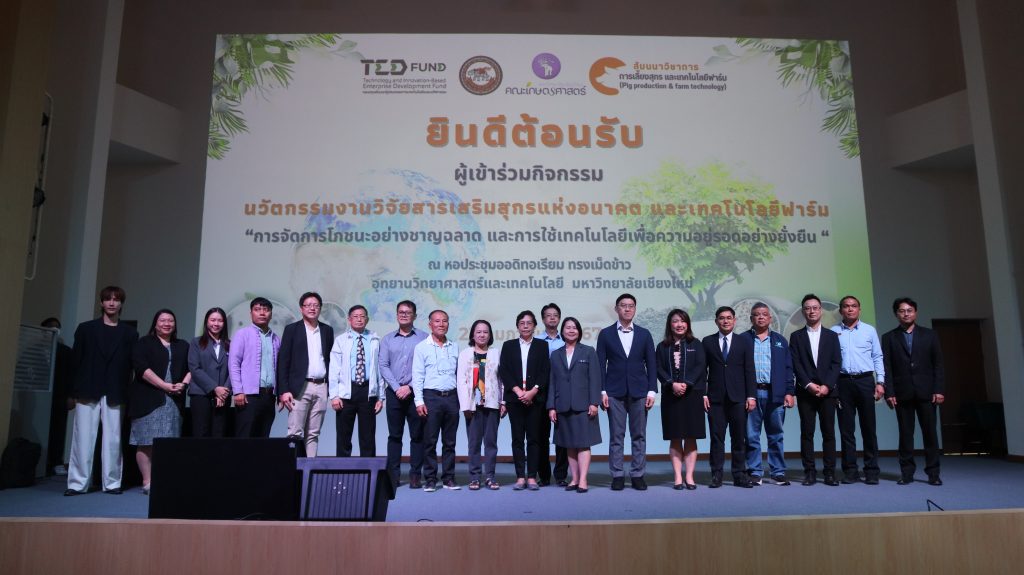 TED FUND
Technology and Innovation-Based
Enterprise Development Fund
คณะเกษตรศาสตร์
สัมมนาวิชาการ
การเลี้ยงสุกร และเทคโนโลยีฟาร์ม
(Pig production & farm technology)
ยินดีต้อนรับ
ผู้เข้าร่วมกิจกรรม
นวัตกรรมงานวิจัยสารเสริมสุกรแห่งอนาคต และเทคโนโลยีฟาร์ม
“การจัดการโภชนะอย่างชาญฉลาด และการใช้เทคโนโลยีเพื่อความอยู่รอดอย่างยั่งยืน “
ณ หอประชุมออดิทอเรียม ทรงเม็ดข้าว
อุทยานวิทยาศาสตร์และเทคโนโลยี มหาวิทยาลัยเชียงใหม่